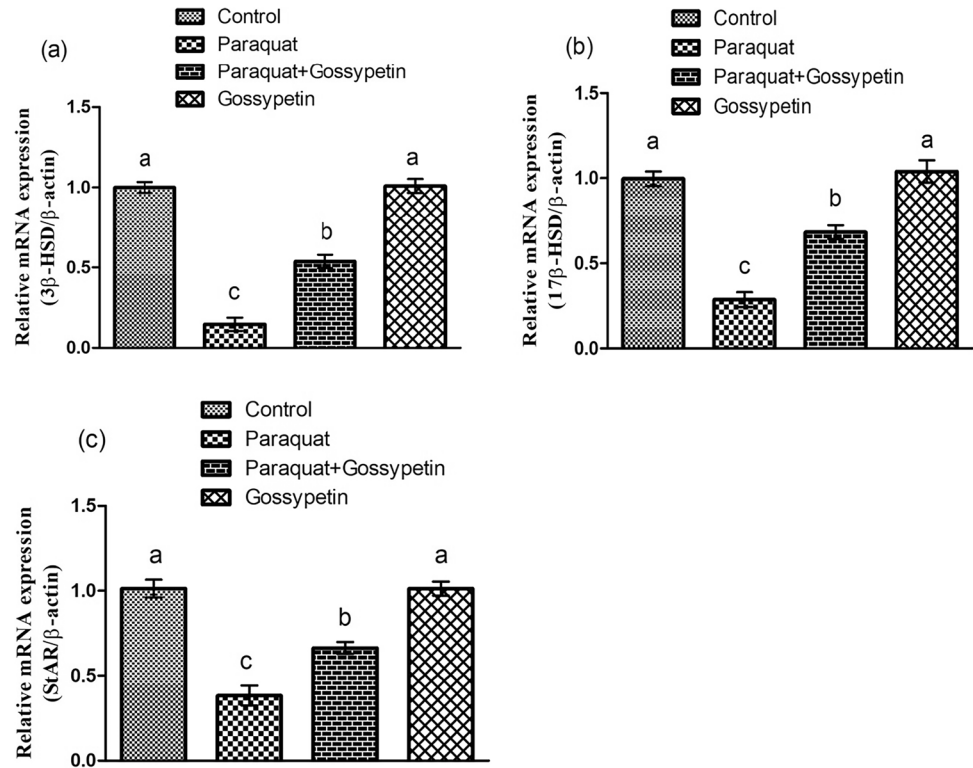 (a)
Control
Paraquat
Paraquat+Gossypetin
Gossypetin
Relative mRNA expression
(3β-HSD/β-actin)
1.5
1.0
0.5
0.0
a
c
b
a
(b)
Control
Paraquat
Paraquat+Gossypetin
Gossypetin
Relative mRNA expression
(17β-HSD/β-actin)
1.5
1.0
0.5
0.0
a
c
b
a
(c)
Control
Paraquat
Paraquat+Gossypetin
Gossypetin
Relative mRNA expression
(StAR/β-actin)
1.5
1.0
0.5
0.0
a
c
b
a